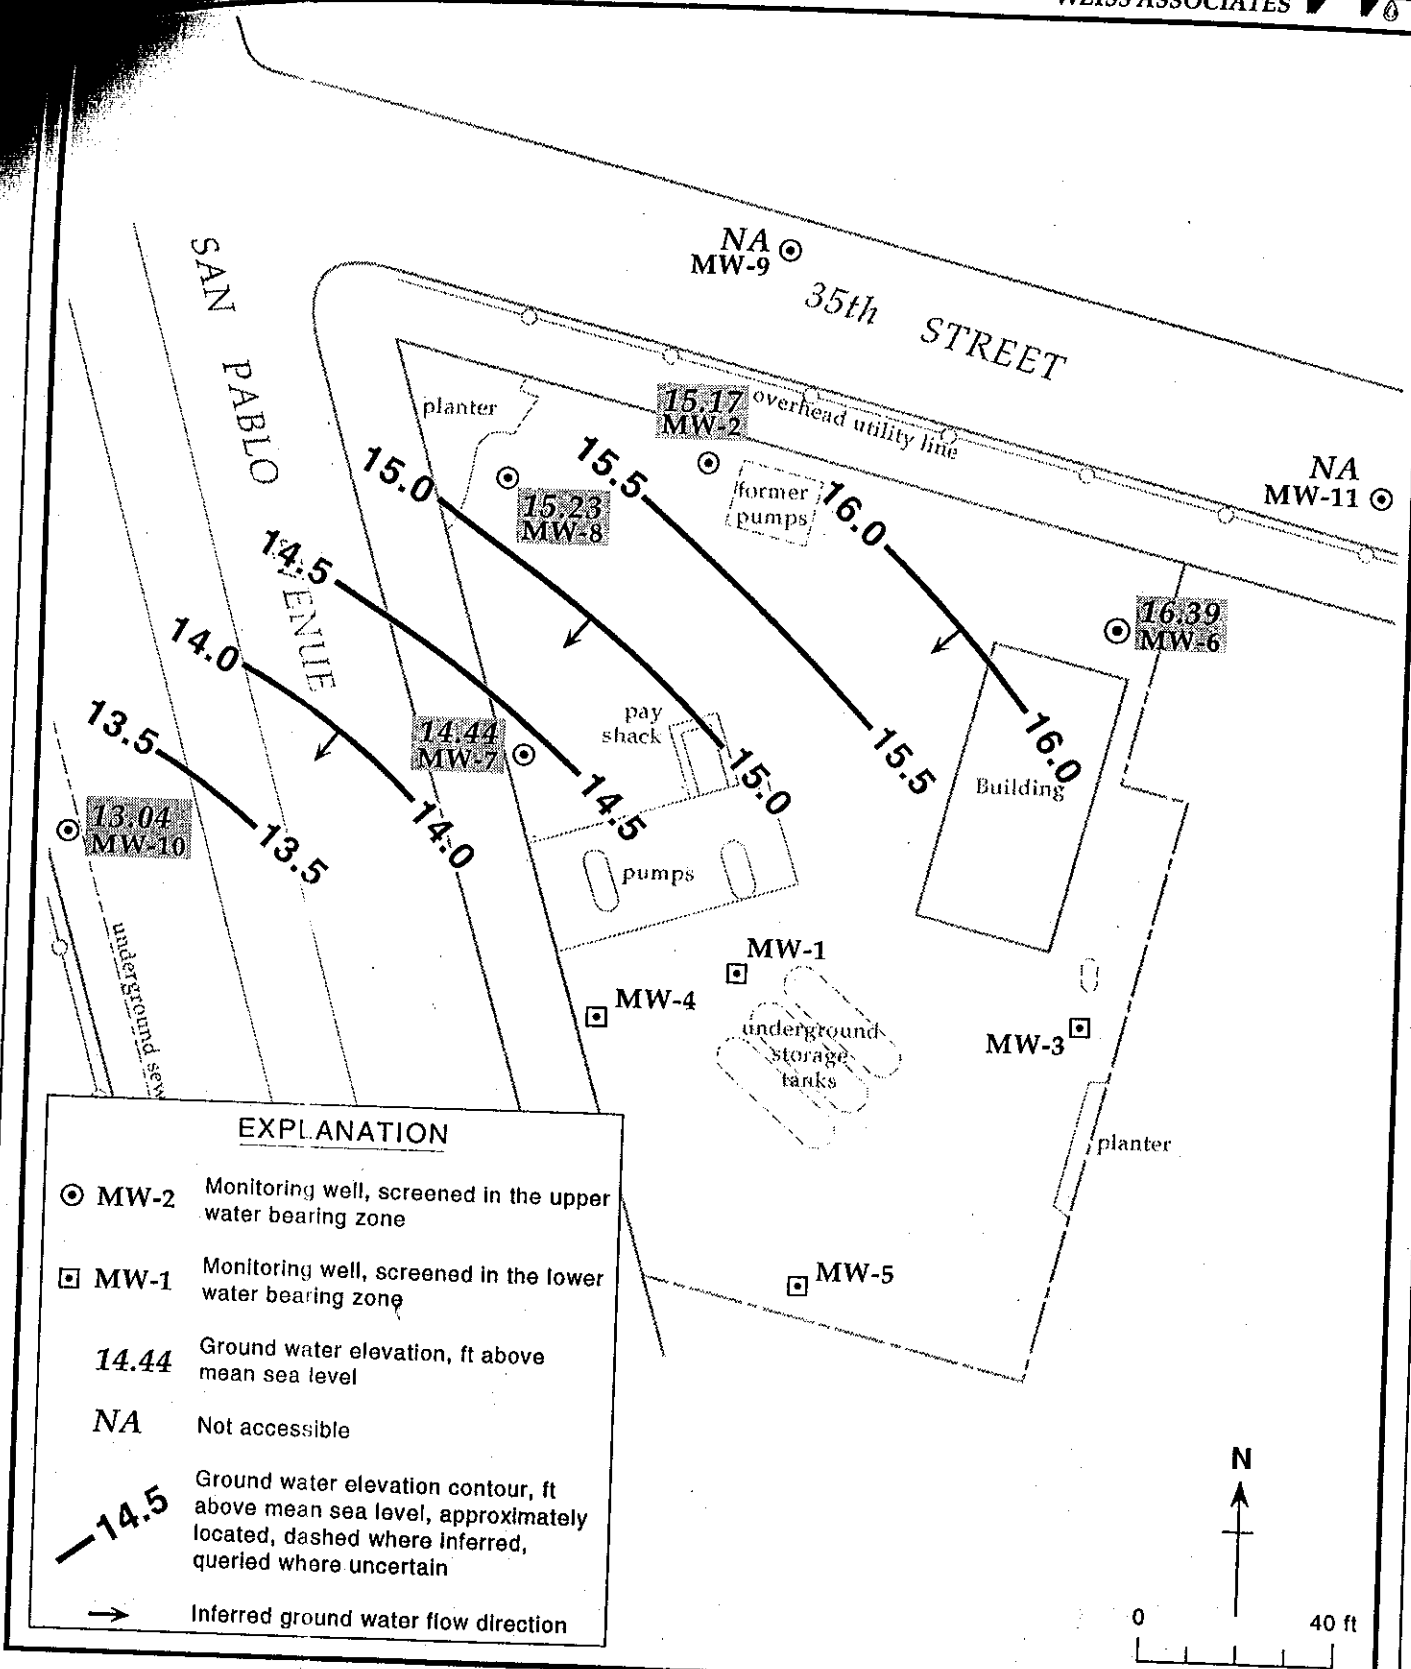 WEISS ASSOCIATES
SAN PABLO
ENUE
NA
MW-9
35th STREET
15.17
MW-2
overhead utility line
planter
15.0
15.5
former
pumps
16.0
NA
MW-11
15.23
MW-8
14.5
14.0
13.5
16.39
MW-6
14.44
MW-7
pay
shack
15.0
15.5
16.0
Building
14.5
14.0
13.5
13.04
MW-10
pumps
underground sew
MW-1
MW-4
MW-3
underground
storage
tanks
planter
MW-5
EXPLANATION
MW-2 Monitoring well, screened in the upper
water bearing zone
MW-1 Monitoring well, screened in the lower
water bearing zone
14.44 Ground water elevation, ft above
mean sea level
NA Not accessible
14.5 Ground water elevation contour, ft
above mean sea level, approximately
located, dashed where inferred,
queried where uncertain
Inferred ground water flow direction
N
0 40 ft